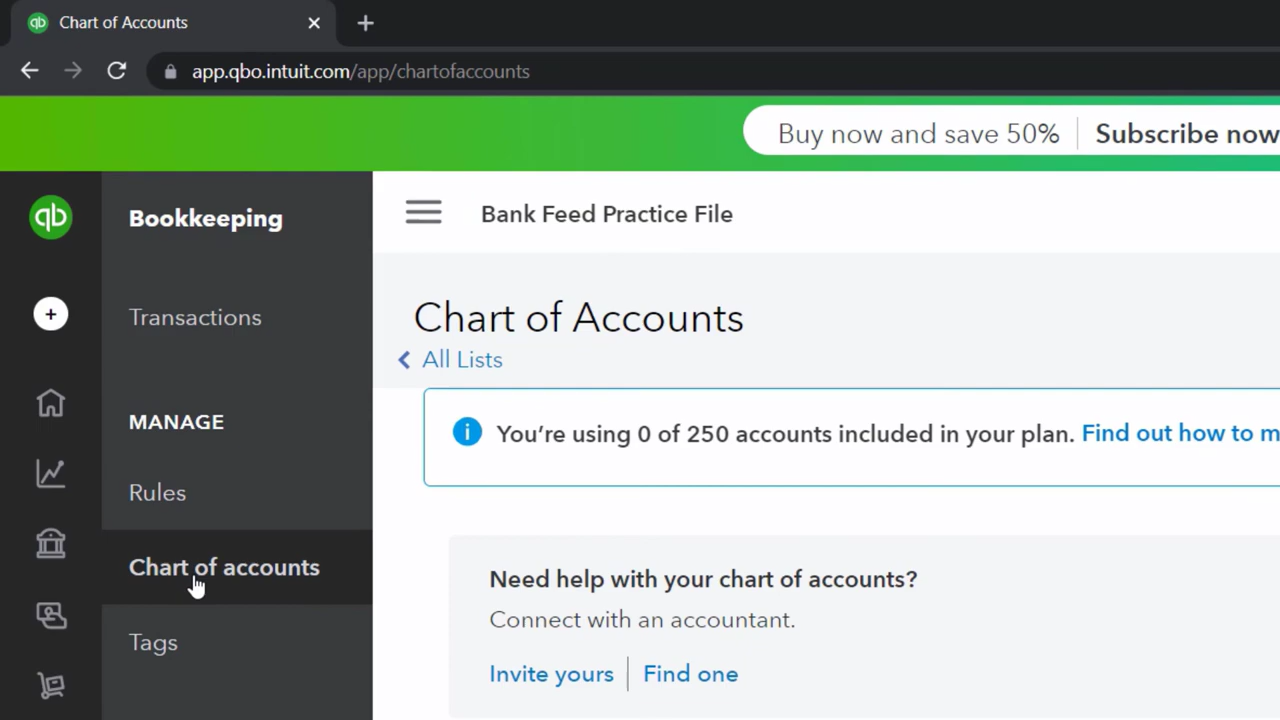 Chart of Accounts
app.qbo.intuit.com/app/chartofaccounts
Buy now and save 50% Subscribe now
qb
Bookkeeping
Bank Feed Practice File
Transactions
Chart of Accounts
All Lists
MANAGE
You're using 0 of 250 accounts included in your plan. Find out how to
Rules
Chart of accounts
Need help with your chart of accounts?
Connect with an accountant.
Tags
Invite yours Find one